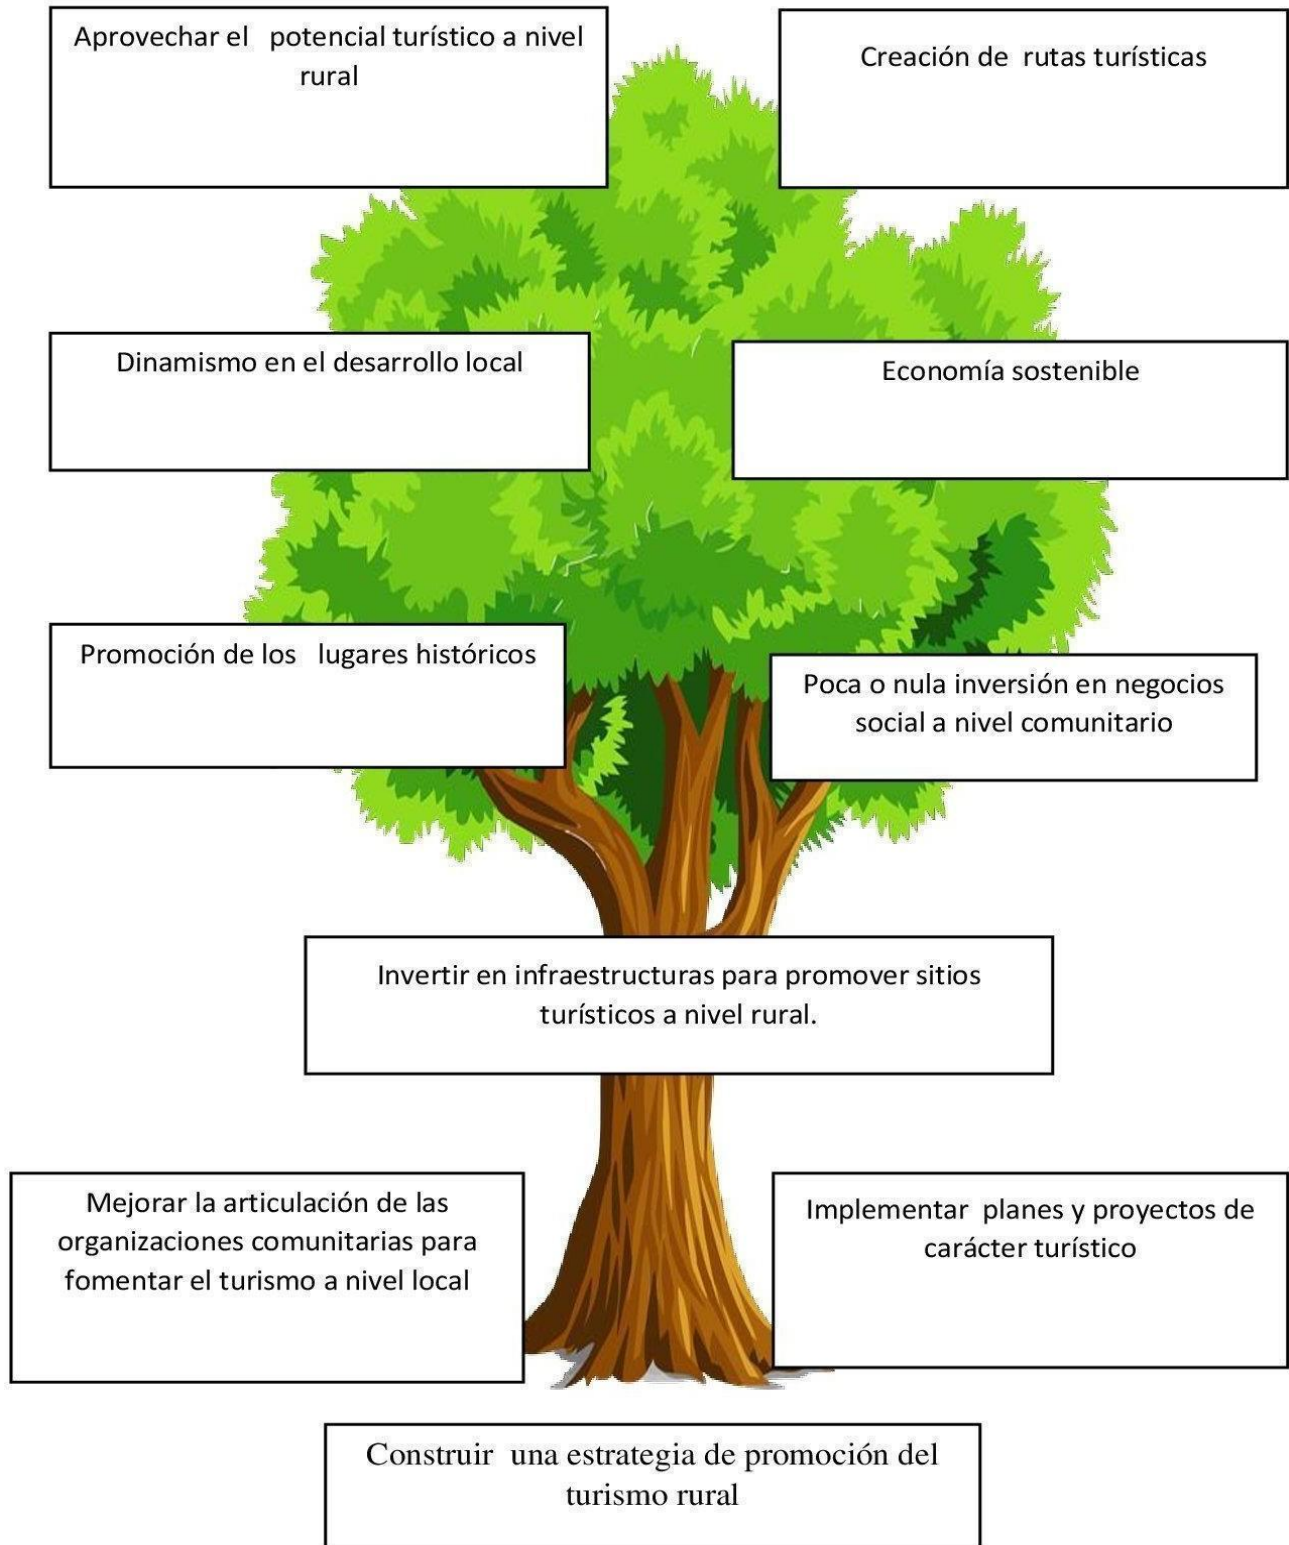 Aprovechar el potencial turístico a nivel
rural
Creación de rutas turísticas
Dinamismo en el desarrollo local
Economía sostenible
Promoción de los lugares históricos
Poca o nula inversión en negocios
social a nivel comunitario
Invertir en infraestructuras para promover sitios
turísticos a nivel rural.
Mejorar la articulación de las
organizaciones comunitarias para
fomentar el turismo a nivel local
Implementar planes y proyectos de
carácter turístico
Construir una estrategia de promoción del
turismo rural